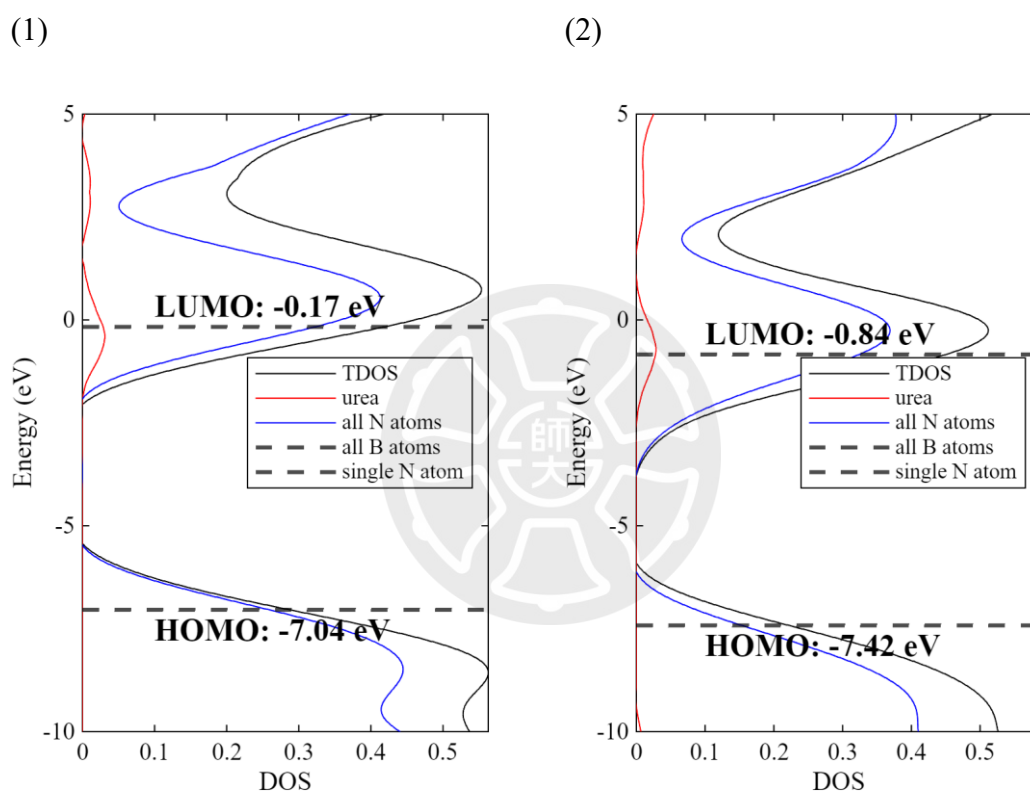 (1)
5
0
-5
-10
0
0.1
0.2
0.3
0.4
0.5
Energy (eV)
DOS
LUMO: -0.17 eV
TDOS
urea
all N atoms
all B atoms
single N atom
HOMO: -7.04 eV
(2)
5
0
-5
-10
0
0.1
0.2
0.3
0.4
0.5
Energy (eV)
DOS
LUMO: -0.84 eV
TDOS
urea
all N atoms
all B atoms
single N atom
HOMO: -7.42 eV
師大